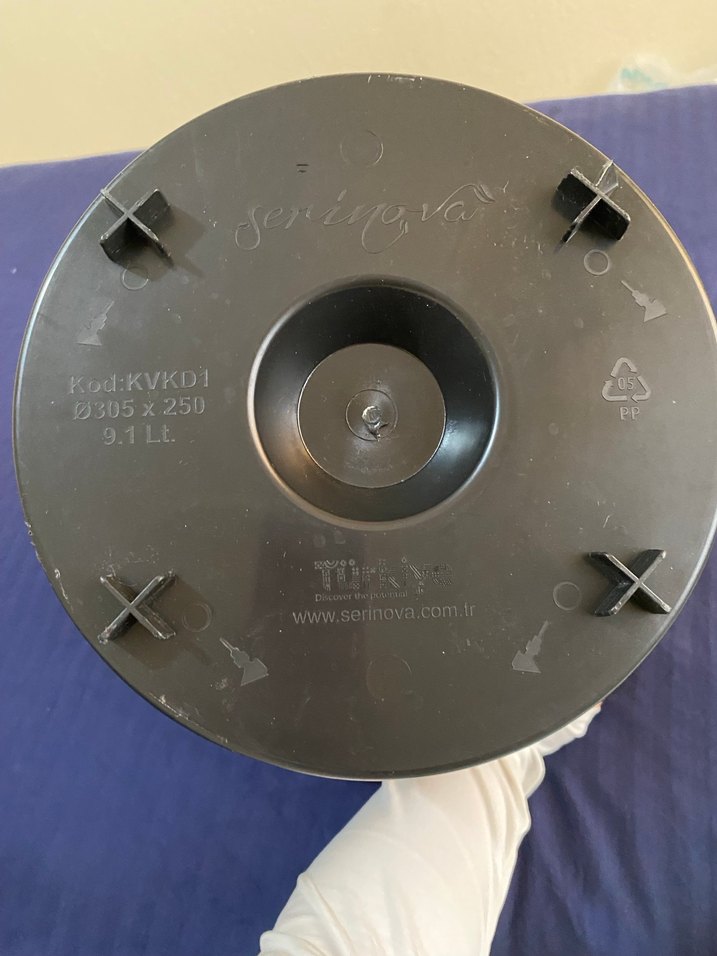 serinova
Kod:KVKD1
Ø305 x 250
9.1 Lt.
05
PP
Türkiye
Discover the potential
www.serinova.com.tr